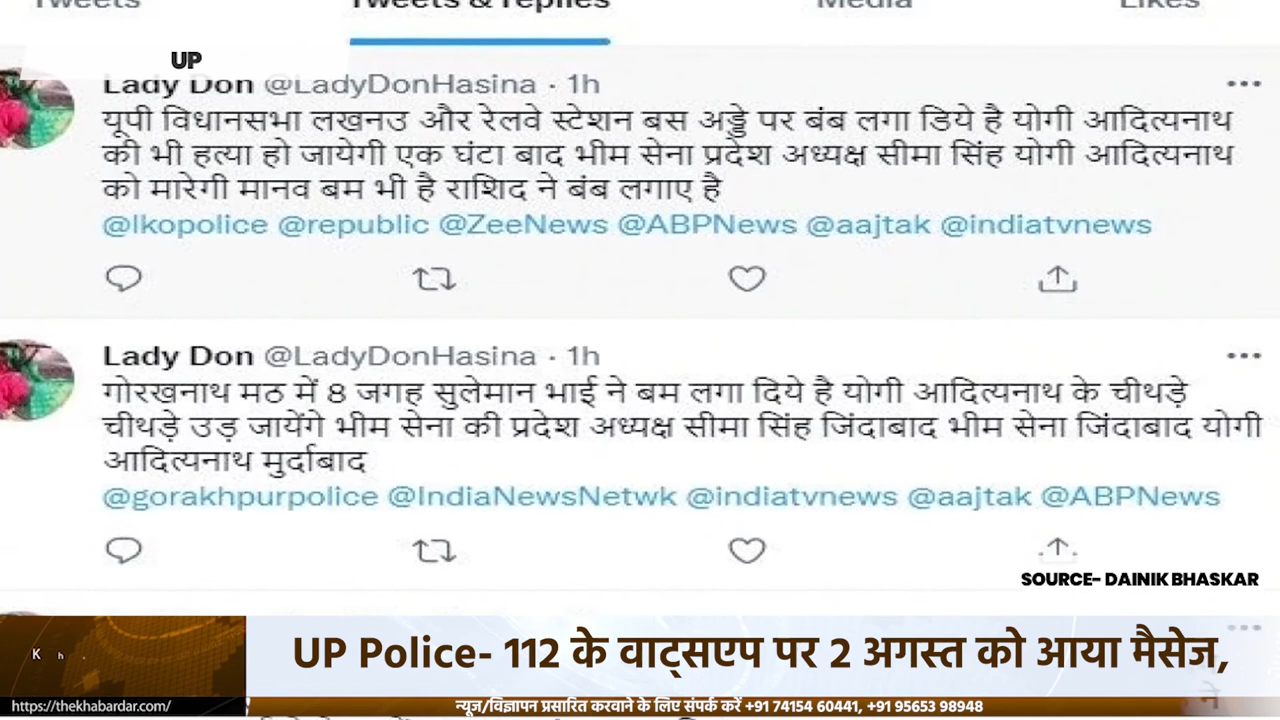 Tweets Tweets & replies Media Likes
UP
Lady Don @LadyDonHasina · 1h
यूपी विधानसभा लखनउ और रेलवे स्टेशन बस अड्डे पर बंब लगा डिये है योगी आदित्यनाथ
की भी हत्या हो जायेगी एक घंटा बाद भीम सेना प्रदेश अध्यक्ष सीमा सिंह योगी आदित्यनाथ
को मारेगी मानव बम भी है राशिद ने बंब लगाए है
@lkopolice @republic @ZeeNews @ABPNews @aajtak @indiatvnews
Lady Don @LadyDonHasina · 1h
गोरखनाथ मठ में 8 जगह सुलेमान भाई ने बम लगा दिये है योगी आदित्यनाथ के चीथड़े
चीथड़े उड़ जायेंगे भीम सेना की प्रदेश अध्यक्ष सीमा सिंह जिंदाबाद भीम सेना जिंदाबाद योगी
आदित्यनाथ मुर्दाबाद
@gorakhpurpolice @IndiaNewsNetwk @indiatvnews @aajtak @ABPNews
SOURCE- DAINIK BHASKAR
K h .
UP Police- 112 के वाट्सएप पर 2 अगस्त को आया मैसेज,
ने
https://thekhabardar.com/
न्यूज/विज्ञापन प्रसारित करवाने के लिए संपर्क करें +91 74154 60441, +91 95653 98948